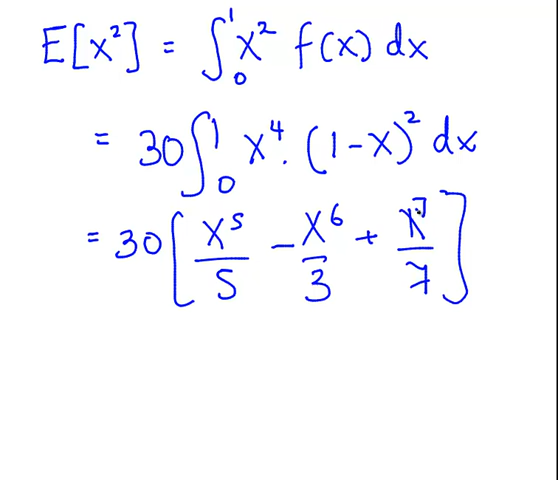 E[X²] = ∫₀¹ x² f(x) dx
= 30 ∫₀¹ x⁴ · (1-x)² dx
= 30 [ x⁵/5 - x⁶/3 + x⁷/7 ]